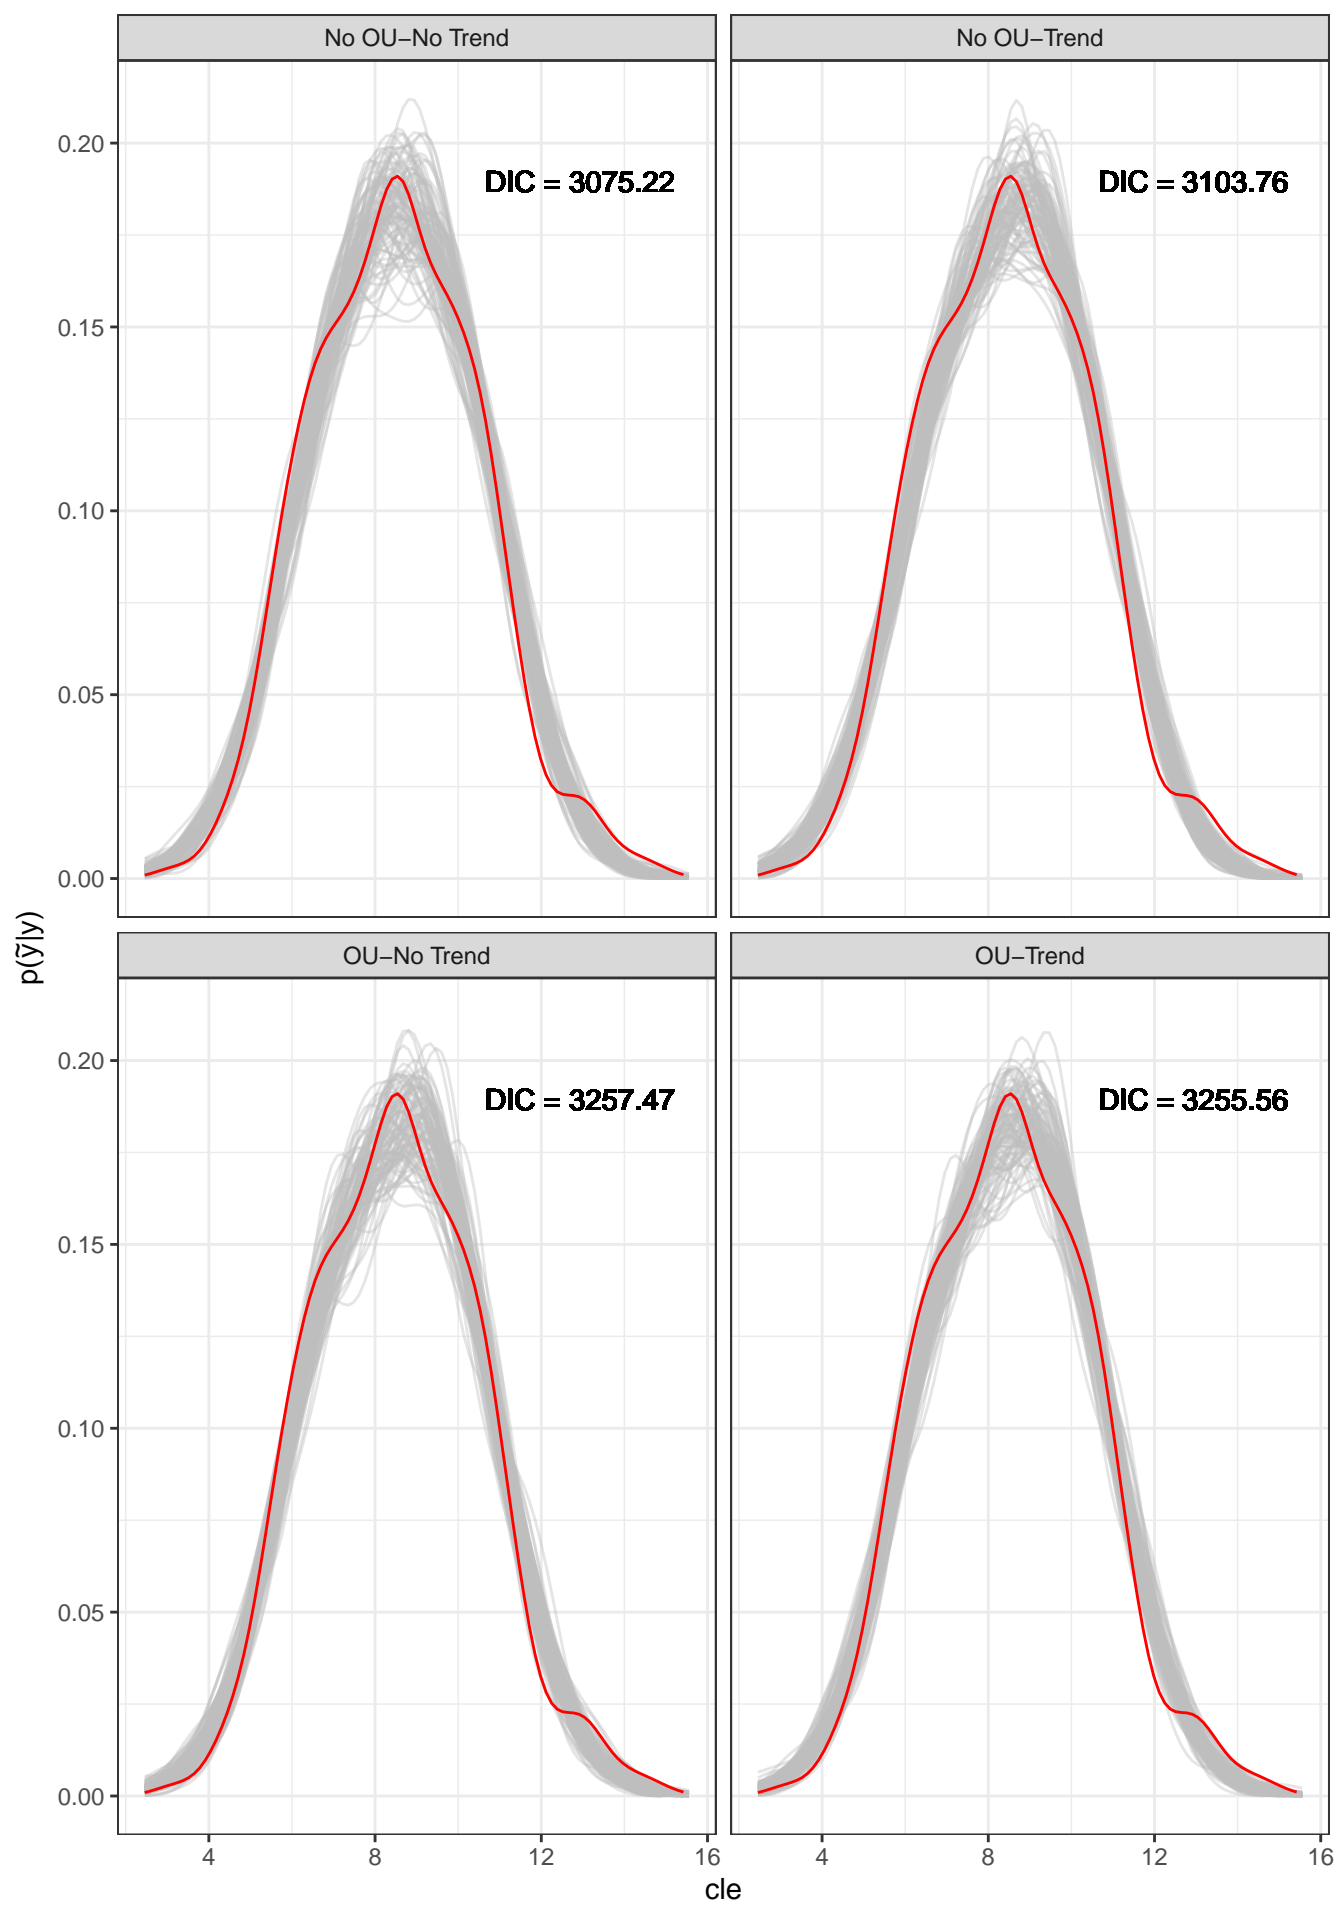 No OU−No Trend
No OU−Trend
0.20
DIC = 3075.22
DIC = 3103.76
0.15
0.10
0.05
0.00
p(ỹ|y)
OU−No Trend
OU−Trend
0.20
DIC = 3257.47
DIC = 3255.56
0.15
0.10
0.05
0.00
4 8 12 16
4 8 12 16
cle